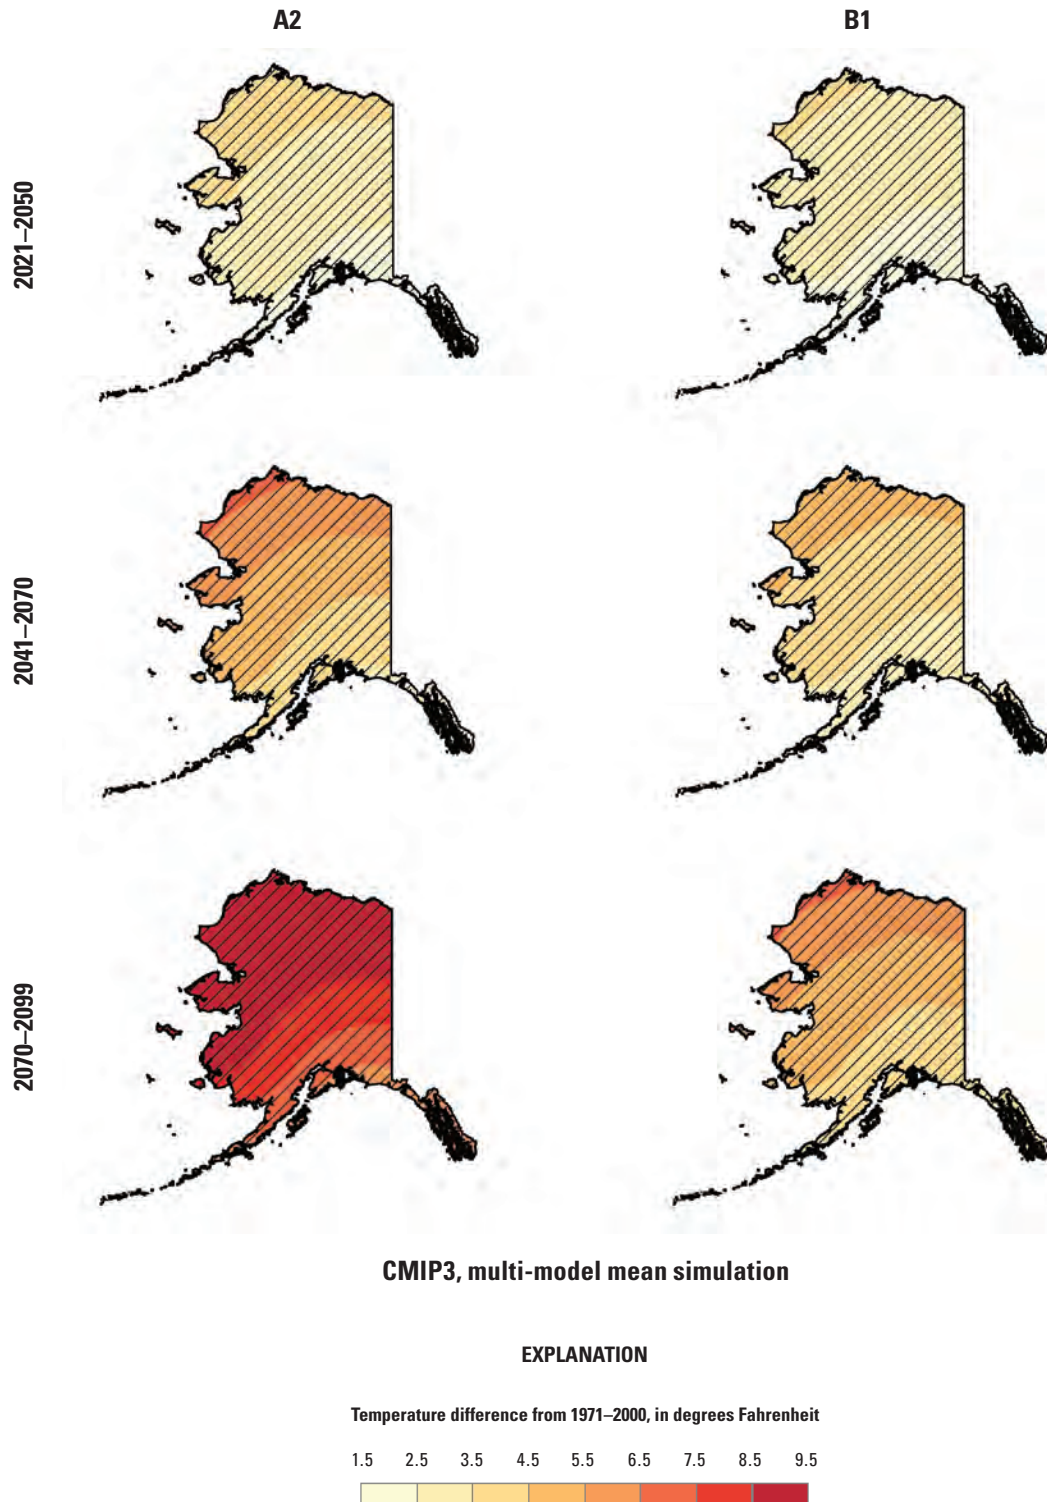 A2 B1
2021–2050
2041–2070
2070–2099
CMIP3, multi-model mean simulation
EXPLANATION
Temperature difference from 1971–2000, in degrees Fahrenheit
1.5 2.5 3.5 4.5 5.5 6.5 7.5 8.5 9.5